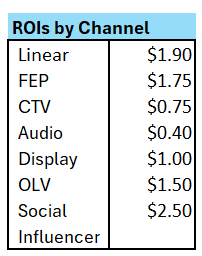 ROIs by Channel
Linear $1.90
FEP $1.75
CTV $0.75
Audio $0.40
Display $1.00
OLV $1.50
Social $2.50
Influencer